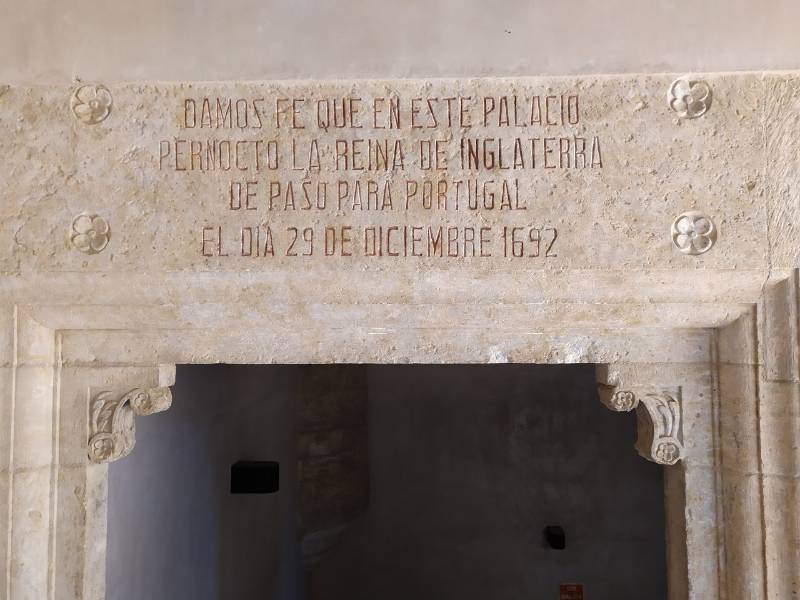 DAMOS FE QUE EN ESTE PALACIO
PERNOCTO LA REINA DE INGLATERRA
DE PASO PARA PORTUGAL
EL DIA 29 DE DICIEMBRE 1692